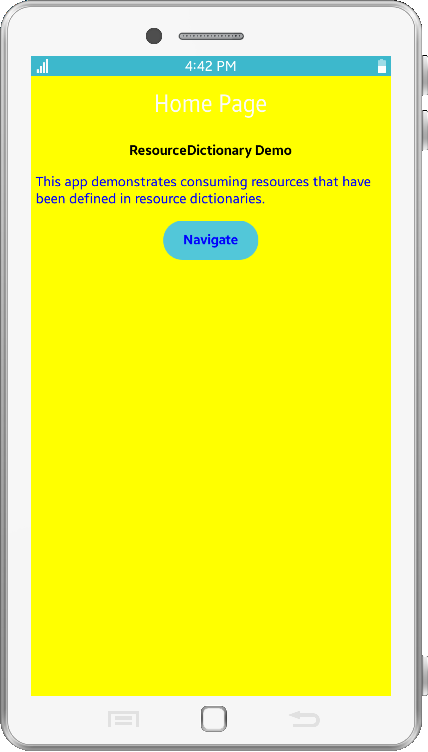 4:42 PM
Home Page
ResourceDictionary Demo
This app demonstrates consuming resources that have
been defined in resource dictionaries.
Navigate